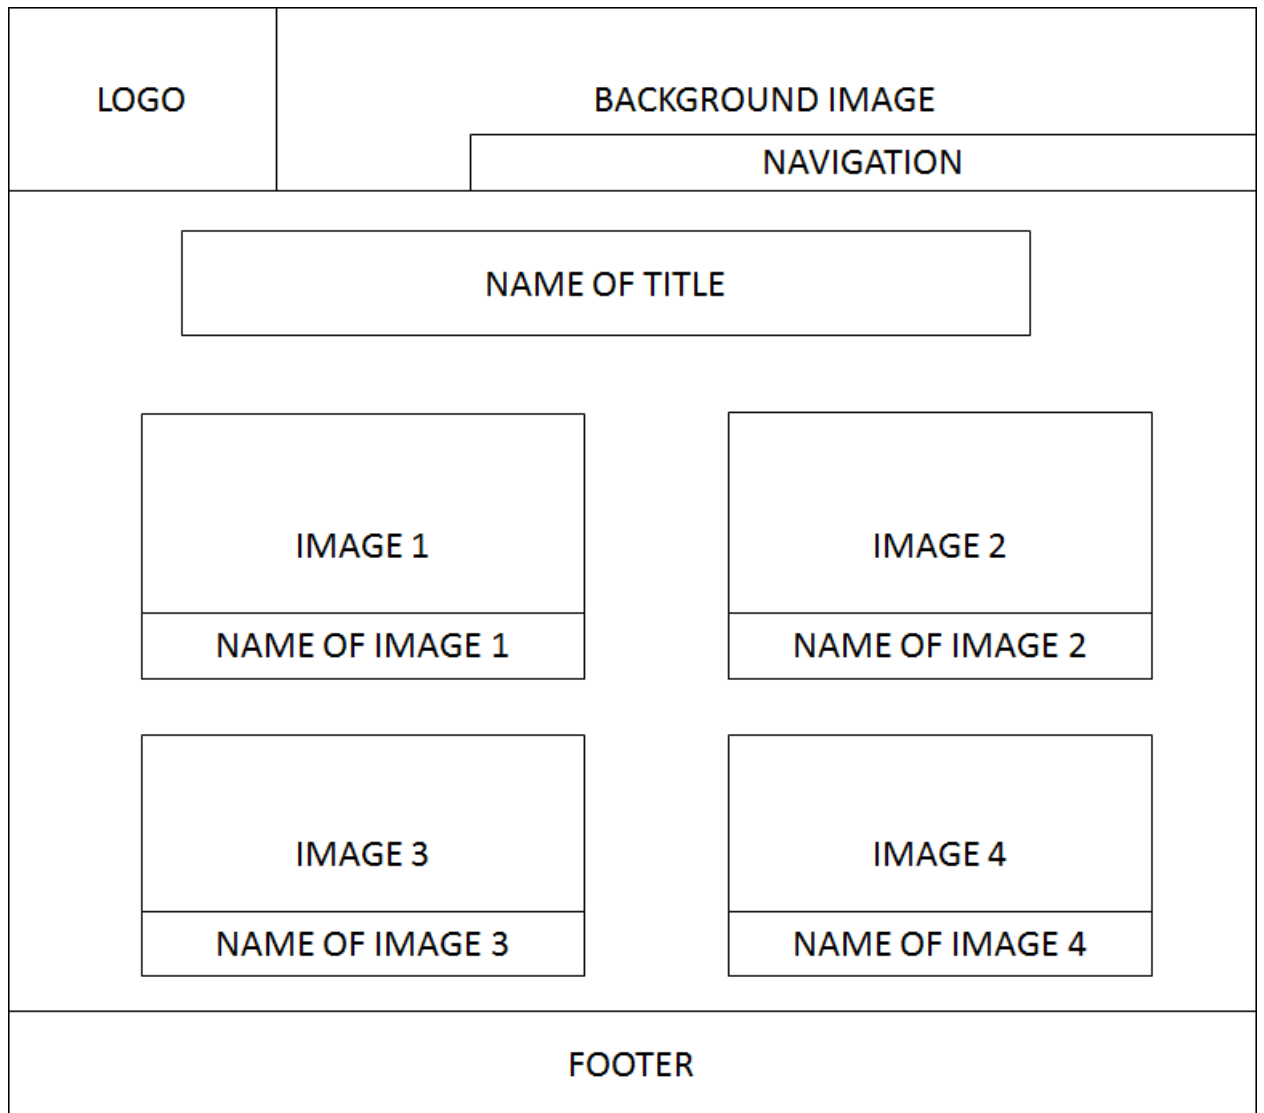 LOGO
BACKGROUND IMAGE
NAVIGATION
NAME OF TITLE
IMAGE 1
IMAGE 2
NAME OF IMAGE 1
NAME OF IMAGE 2
IMAGE 3
IMAGE 4
NAME OF IMAGE 3
NAME OF IMAGE 4
FOOTER